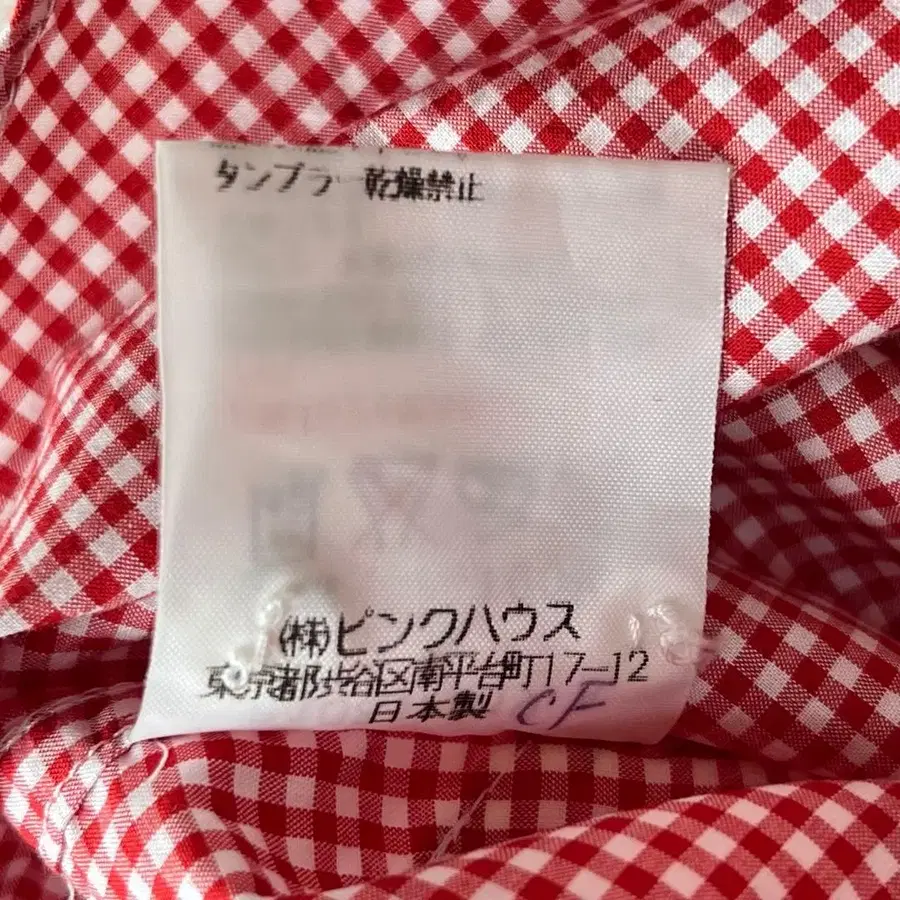 タンブラー乾燥禁止
(株)ピンクハウス
東京都渋谷区南平台町17-12
日本製 CF